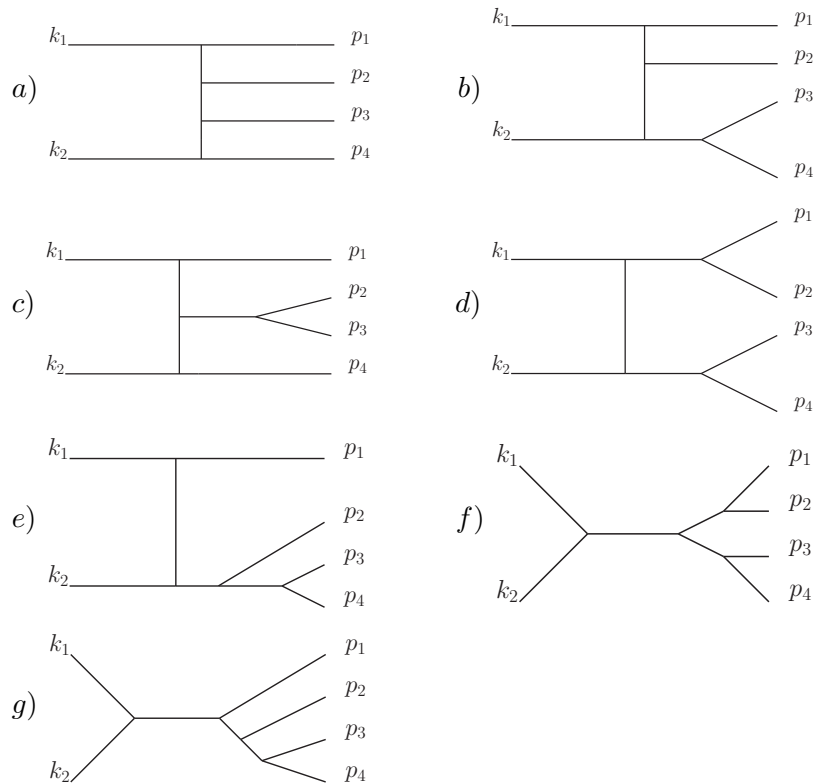 a)
k₁
k₂
p₁
p₂
p₃
p₄
b)
k₁
k₂
p₁
p₂
p₃
p₄
c)
k₁
k₂
p₁
p₂
p₃
p₄
d)
k₁
k₂
p₁
p₂
p₃
p₄
e)
k₁
k₂
p₁
p₂
p₃
p₄
f)
k₁
k₂
p₁
p₂
p₃
p₄
g)
k₁
k₂
p₁
p₂
p₃
p₄